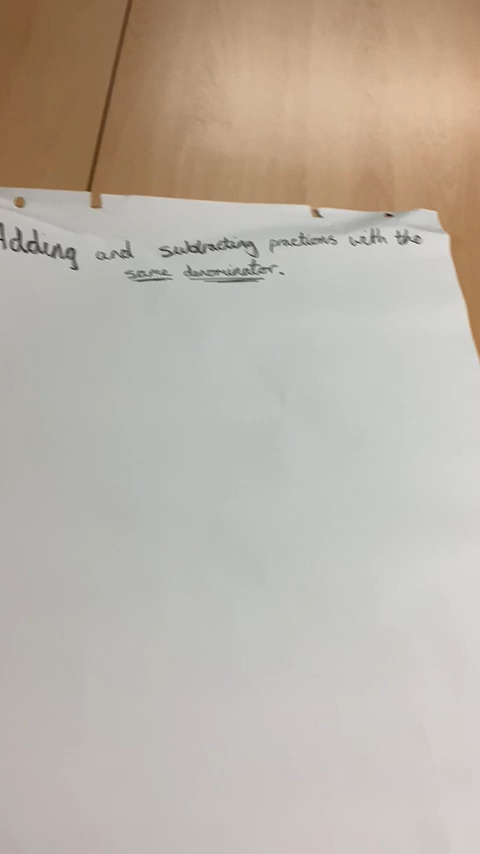 Adding and subtracting fractions with the
same denominator.